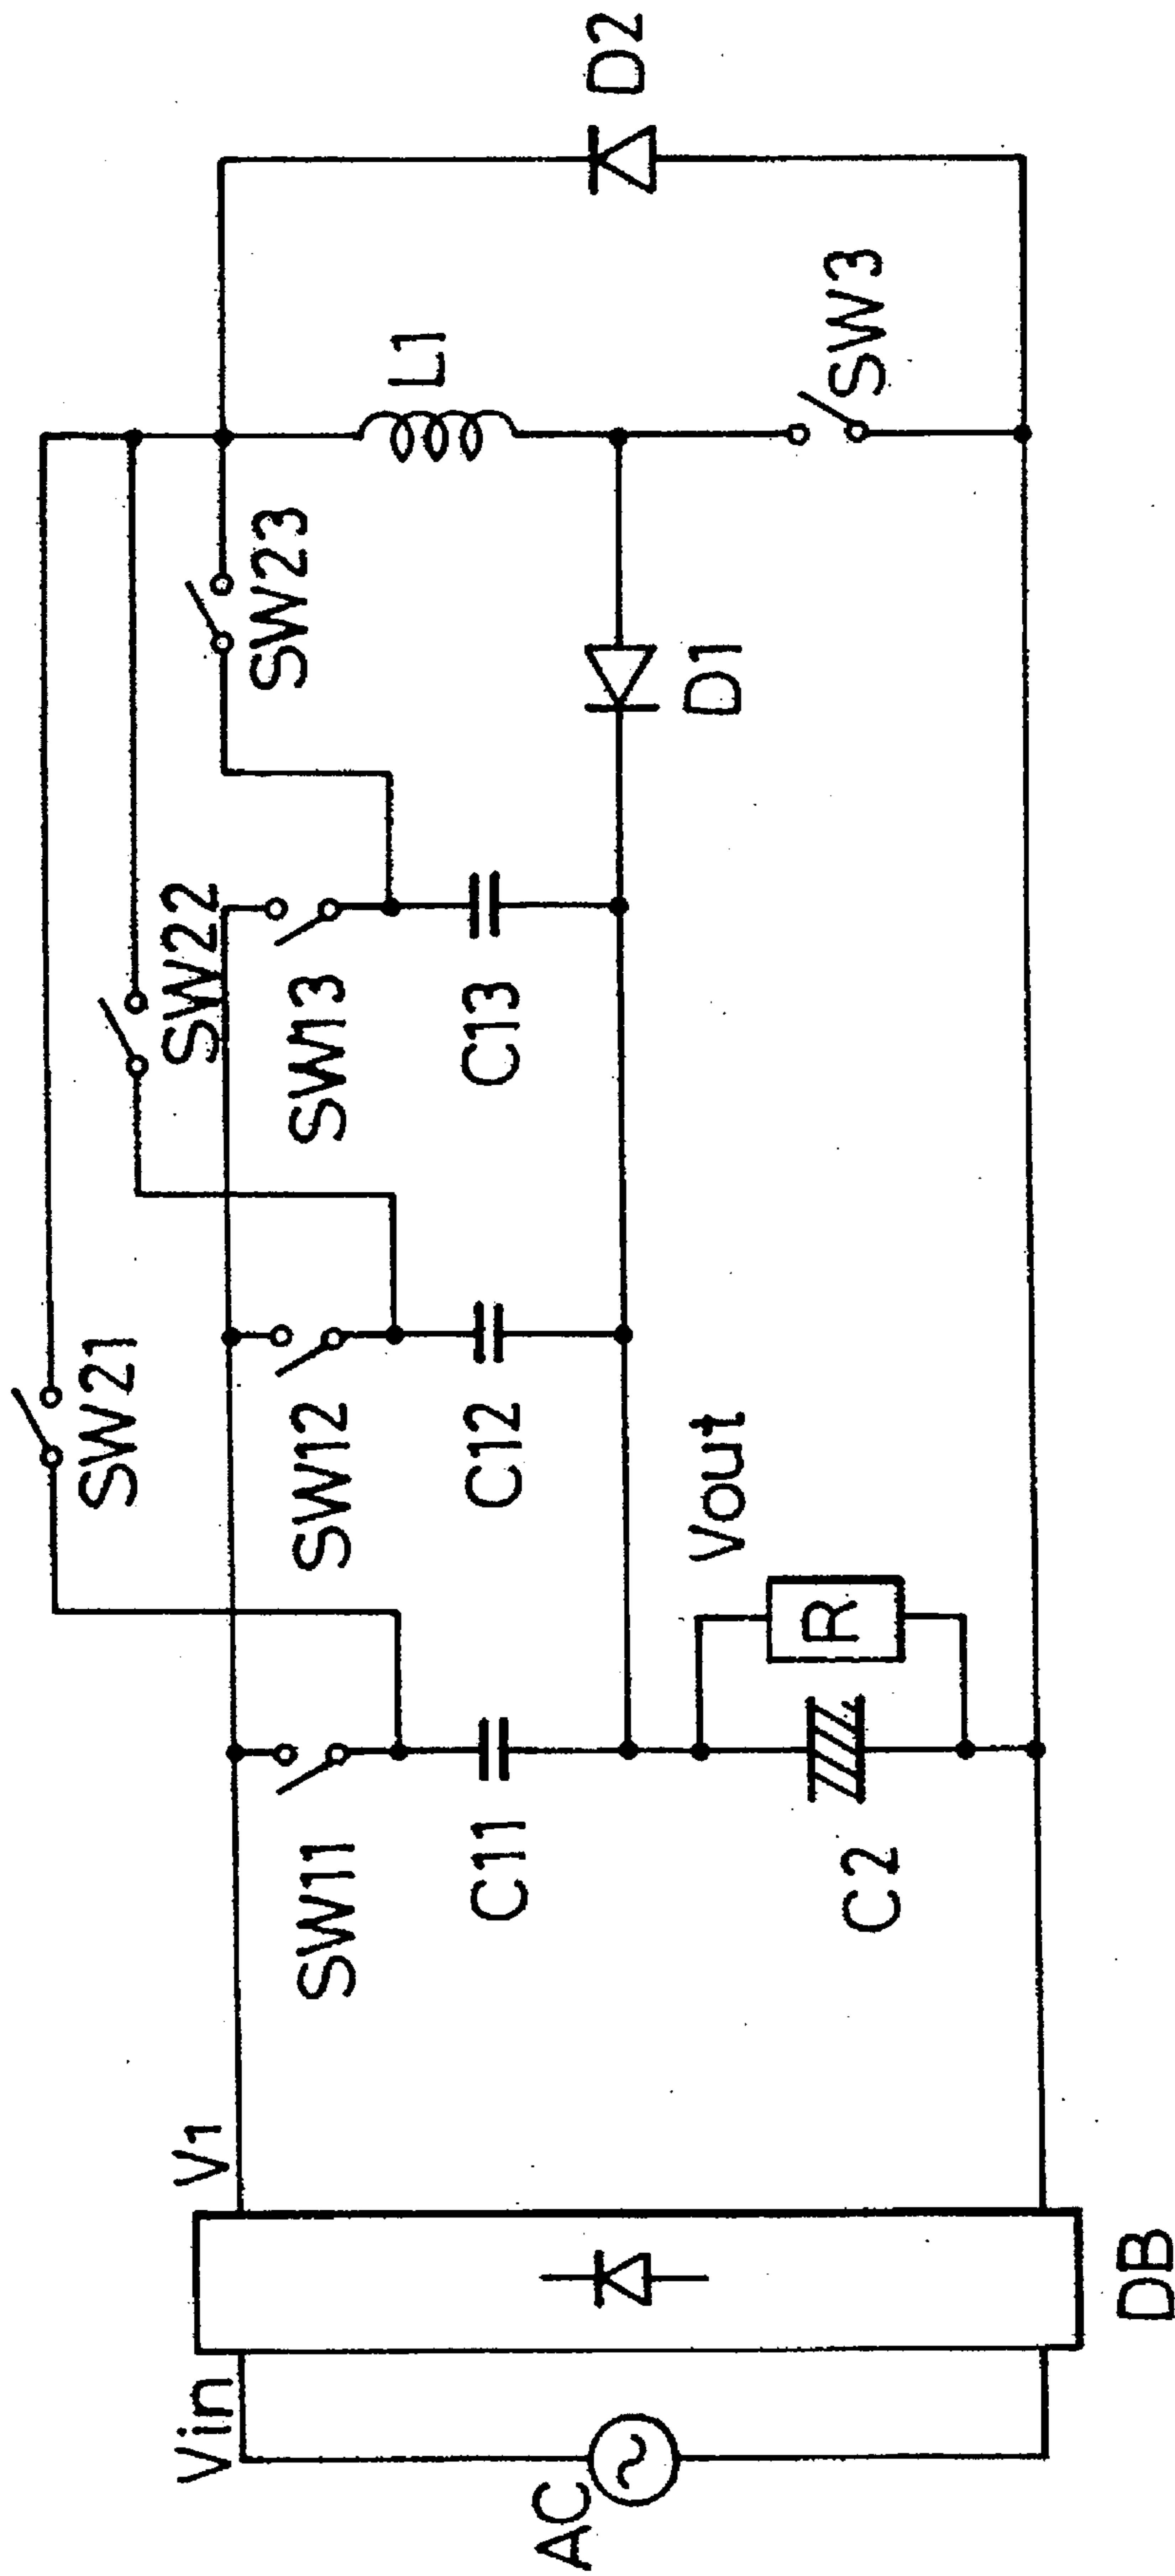 SW21
SW22
SW23
Vin
V1
SW11
SW12
SW13
L1
C11
C12
C13
AC
Vout
D1
D2
R
C2
SW3
DB